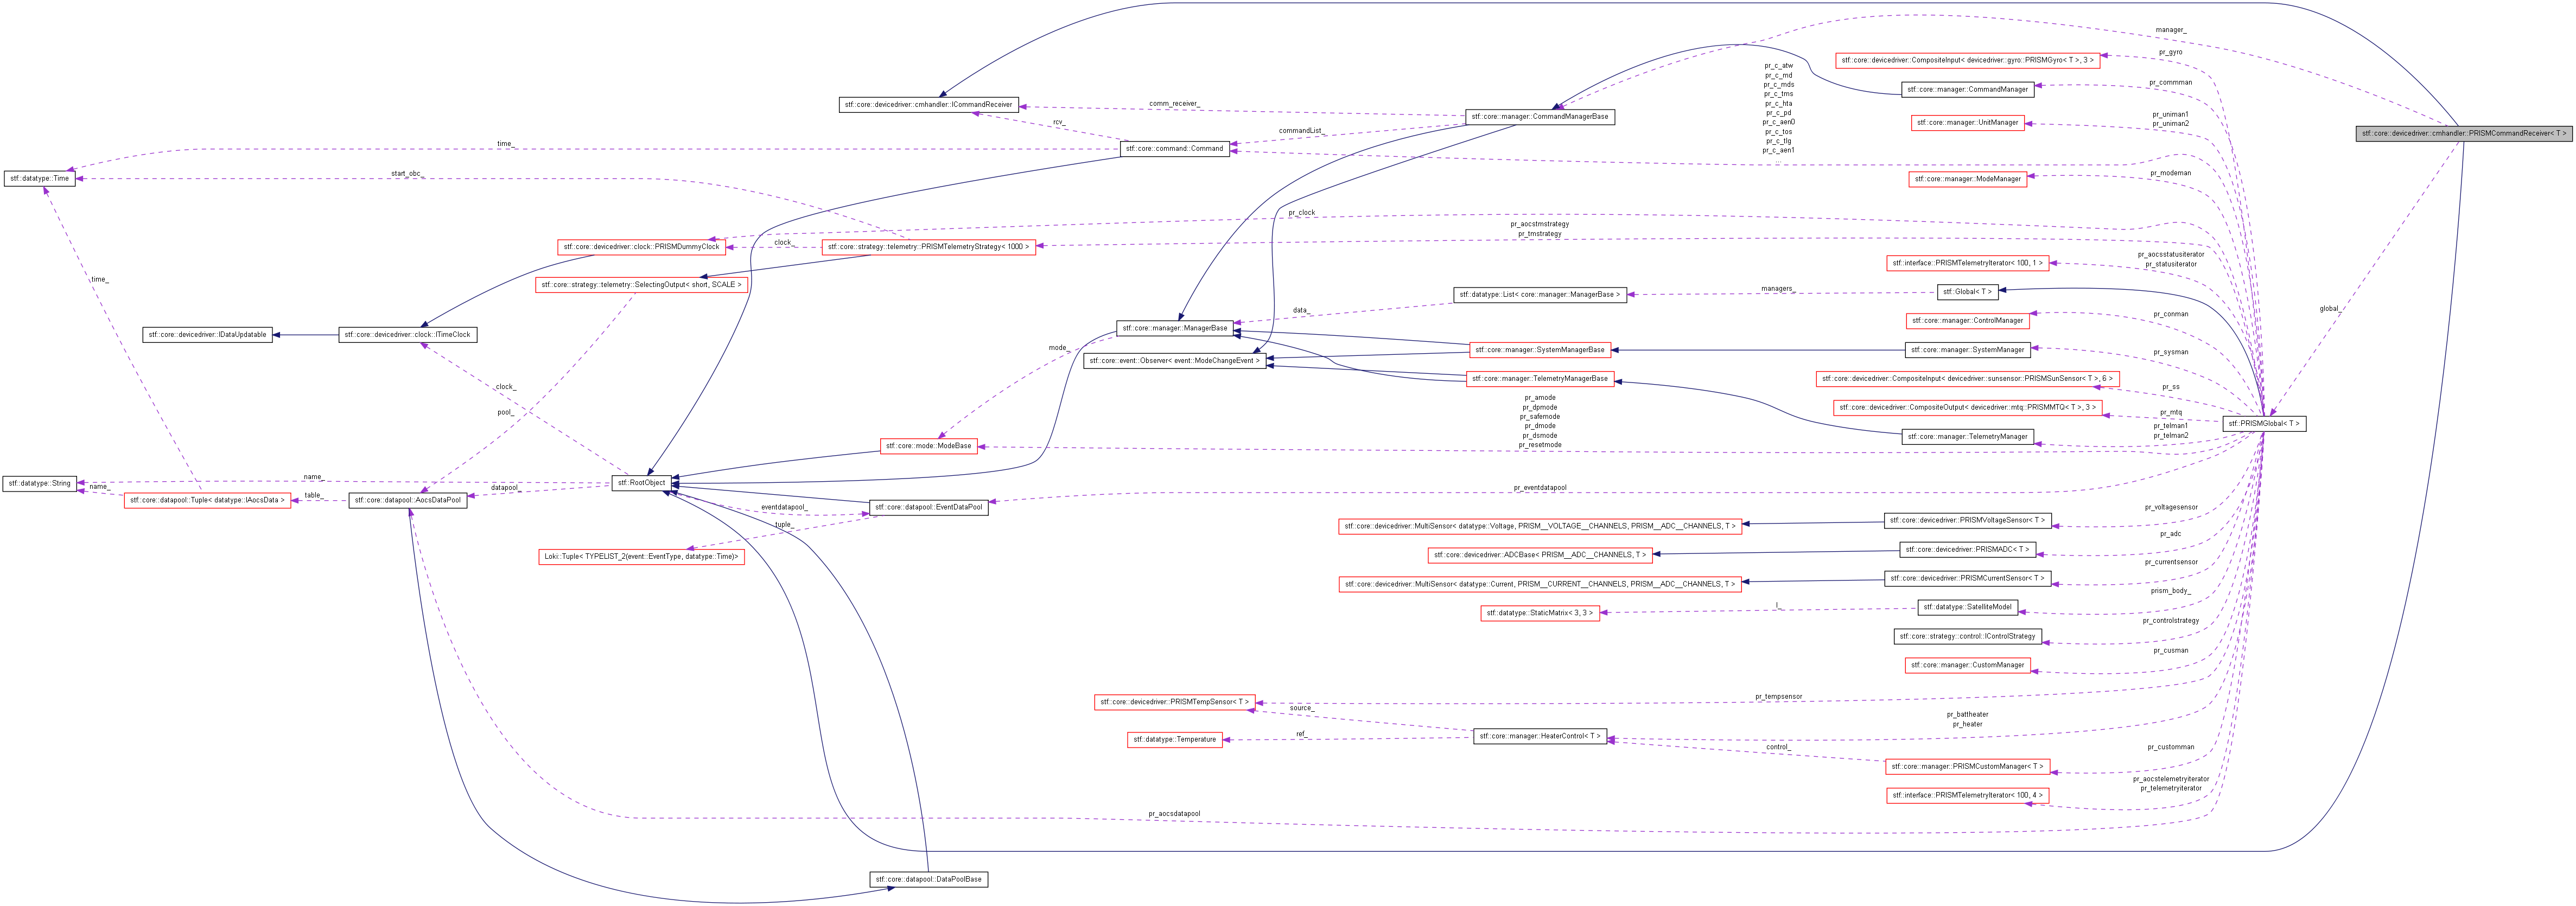 manager_
pr_gyro
stf::core::devicedriver::CompositeInput< devicedriver::gyro::PRISMGyro< T >, 3 >
pr_commman
stf::core::manager::CommandManager
pr_c_atw
pr_c_md
pr_c_mds
pr_c_tms
pr_c_hta
pr_c_pd
pr_c_aen0
pr_c_tos
pr_c_tlg
pr_c_aen1
...
stf::core::devicedriver::cmhandler::ICommandReceiver
comm_receiver_
rcv_
stf::core::manager::CommandManagerBase
commandList_
pr_uniman1
pr_uniman2
stf::core::manager::UnitManager
stf::core::devicedriver::cmhandler::PRISMCommandReceiver< T >
time_
stf::core::command::Command
stf::datatype::Time
start_obc_
pr_modeman
stf::core::manager::ModeManager
pr_clock
pr_aocstmstrategy
pr_tmstrategy
stf::core::devicedriver::clock::PRISMDummyClock
clock_
stf::core::strategy::telemetry::PRISMTelemetryStrategy< 1000 >
pr_aocsstatusiterator
pr_statusiterator
stf::interface::PRISMTelemetryIterator< 100, 1 >
time_
stf::core::strategy::telemetry::SelectingOutput< short, SCALE >
stf::datatype::List< core::manager::ManagerBase >
managers_
stf::Global< T >
data_
global_
pr_conman
stf::core::manager::ControlManager
stf::core::devicedriver::IDataUpdatable
stf::core::devicedriver::clock::ITimeClock
stf::core::manager::ManagerBase
mode_
stf::core::event::Observer< event::ModeChangeEvent >
stf::core::manager::SystemManagerBase
stf::core::manager::SystemManager
pr_sysman
stf::core::manager::TelemetryManagerBase
stf::core::devicedriver::CompositeInput< devicedriver::sunsensor::PRISMSunSensor< T >, 6 >
pr_ss
clock_
pool_
pr_amode
pr_dpmode
pr_safemode
pr_dmode
pr_dsmode
pr_resetmode
stf::core::devicedriver::CompositeOutput< devicedriver::mtq::PRISMMTQ< T >, 3 >
pr_mtq
stf::PRISMGlobal< T >
pr_telman1
pr_telman2
stf::core::manager::TelemetryManager
stf::core::mode::ModeBase
stf::datatype::String
name_
name_
stf::core::datapool::Tuple< datatype::IAocsData >
table_
stf::core::datapool::AocsDataPool
datapool_
stf::RootObject
eventdatapool_
stf::core::datapool::EventDataPool
pr_eventdatapool
tuple_
Loki::Tuple< TYPELIST_2(event::EventType, datatype::Time)>
stf::core::devicedriver::MultiSensor< datatype::Voltage, PRISM__VOLTAGE__CHANNELS, PRISM__ADC__CHANNELS, T >
stf::core::devicedriver::PRISMVoltageSensor< T >
pr_voltagesensor
stf::core::devicedriver::ADCBase< PRISM__ADC__CHANNELS, T >
stf::core::devicedriver::PRISMADC< T >
pr_adc
stf::core::devicedriver::MultiSensor< datatype::Current, PRISM__CURRENT__CHANNELS, PRISM__ADC__CHANNELS, T >
stf::core::devicedriver::PRISMCurrentSensor< T >
pr_currentsensor
stf::datatype::StaticMatrix< 3, 3 >
I_
stf::datatype::SatelliteModel
prism_body_
stf::core::strategy::control::IControlStrategy
pr_controlstrategy
stf::core::manager::CustomManager
pr_cusman
stf::core::devicedriver::PRISMTempSensor< T >
pr_tempsensor
source_
pr_battheater
pr_heater
stf::datatype::Temperature
ref_
stf::core::manager::HeaterControl< T >
control_
pr_customman
stf::core::manager::PRISMCustomManager< T >
pr_aocstelemetryiterator
pr_telemetryiterator
stf::interface::PRISMTelemetryIterator< 100, 4 >
pr_aocsdatapool
stf::core::datapool::DataPoolBase